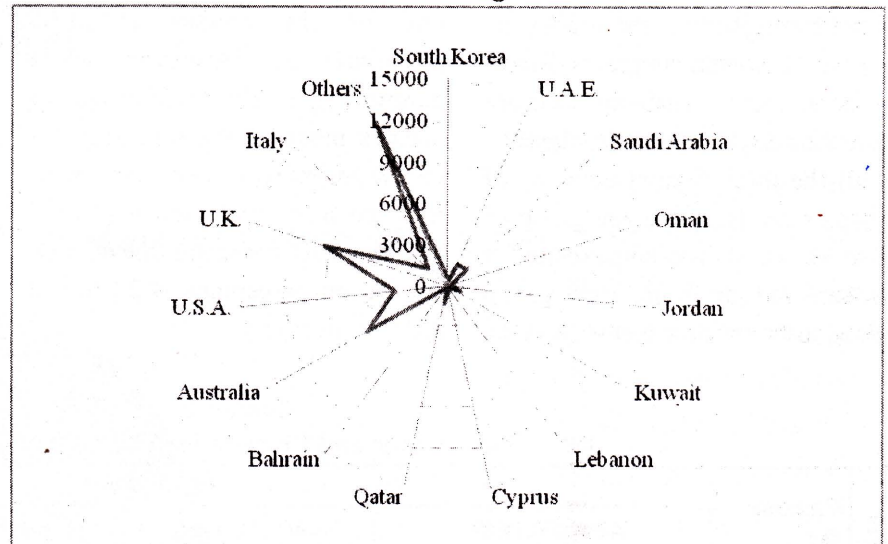 South Korea
15000
Others
U.A.E.
12000
Italy
Saudi Arabia
9000
U.K.
6000
Oman
3000
0
U.S.A.
Jordan
Australia
Kuwait
Bahrain
Lebanon
Qatar
Cyprus